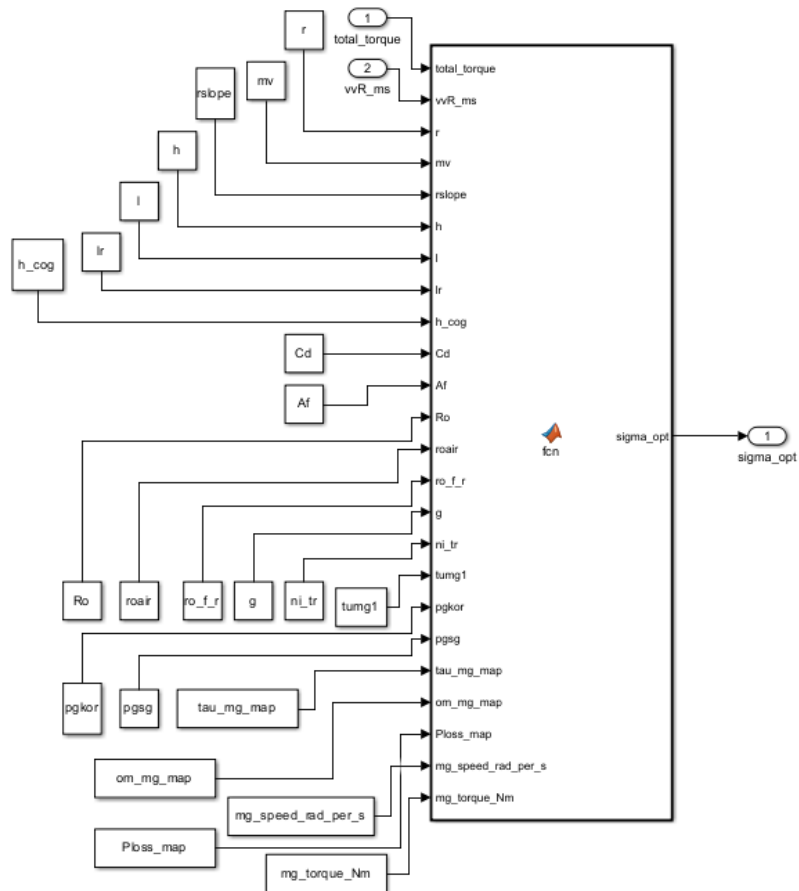 r
1
total_torque
2
vvR_ms
mv
rslope
h
l
lr
h_cog
Cd
Af
Ro
roair
ro_f_r
g
ni_tr
tumg1
pgkor
pgsg
tau_mg_map
om_mg_map
mg_speed_rad_per_s
Ploss_map
mg_torque_Nm
total_torque
vvR_ms
r
mv
rslope
h
l
lr
h_cog
Cd
Af
Ro
roair
ro_f_r
g
ni_tr
tumg1
pgkor
pgsg
tau_mg_map
om_mg_map
Ploss_map
mg_speed_rad_per_s
mg_torque_Nm
fcn
sigma_opt
1
sigma_opt